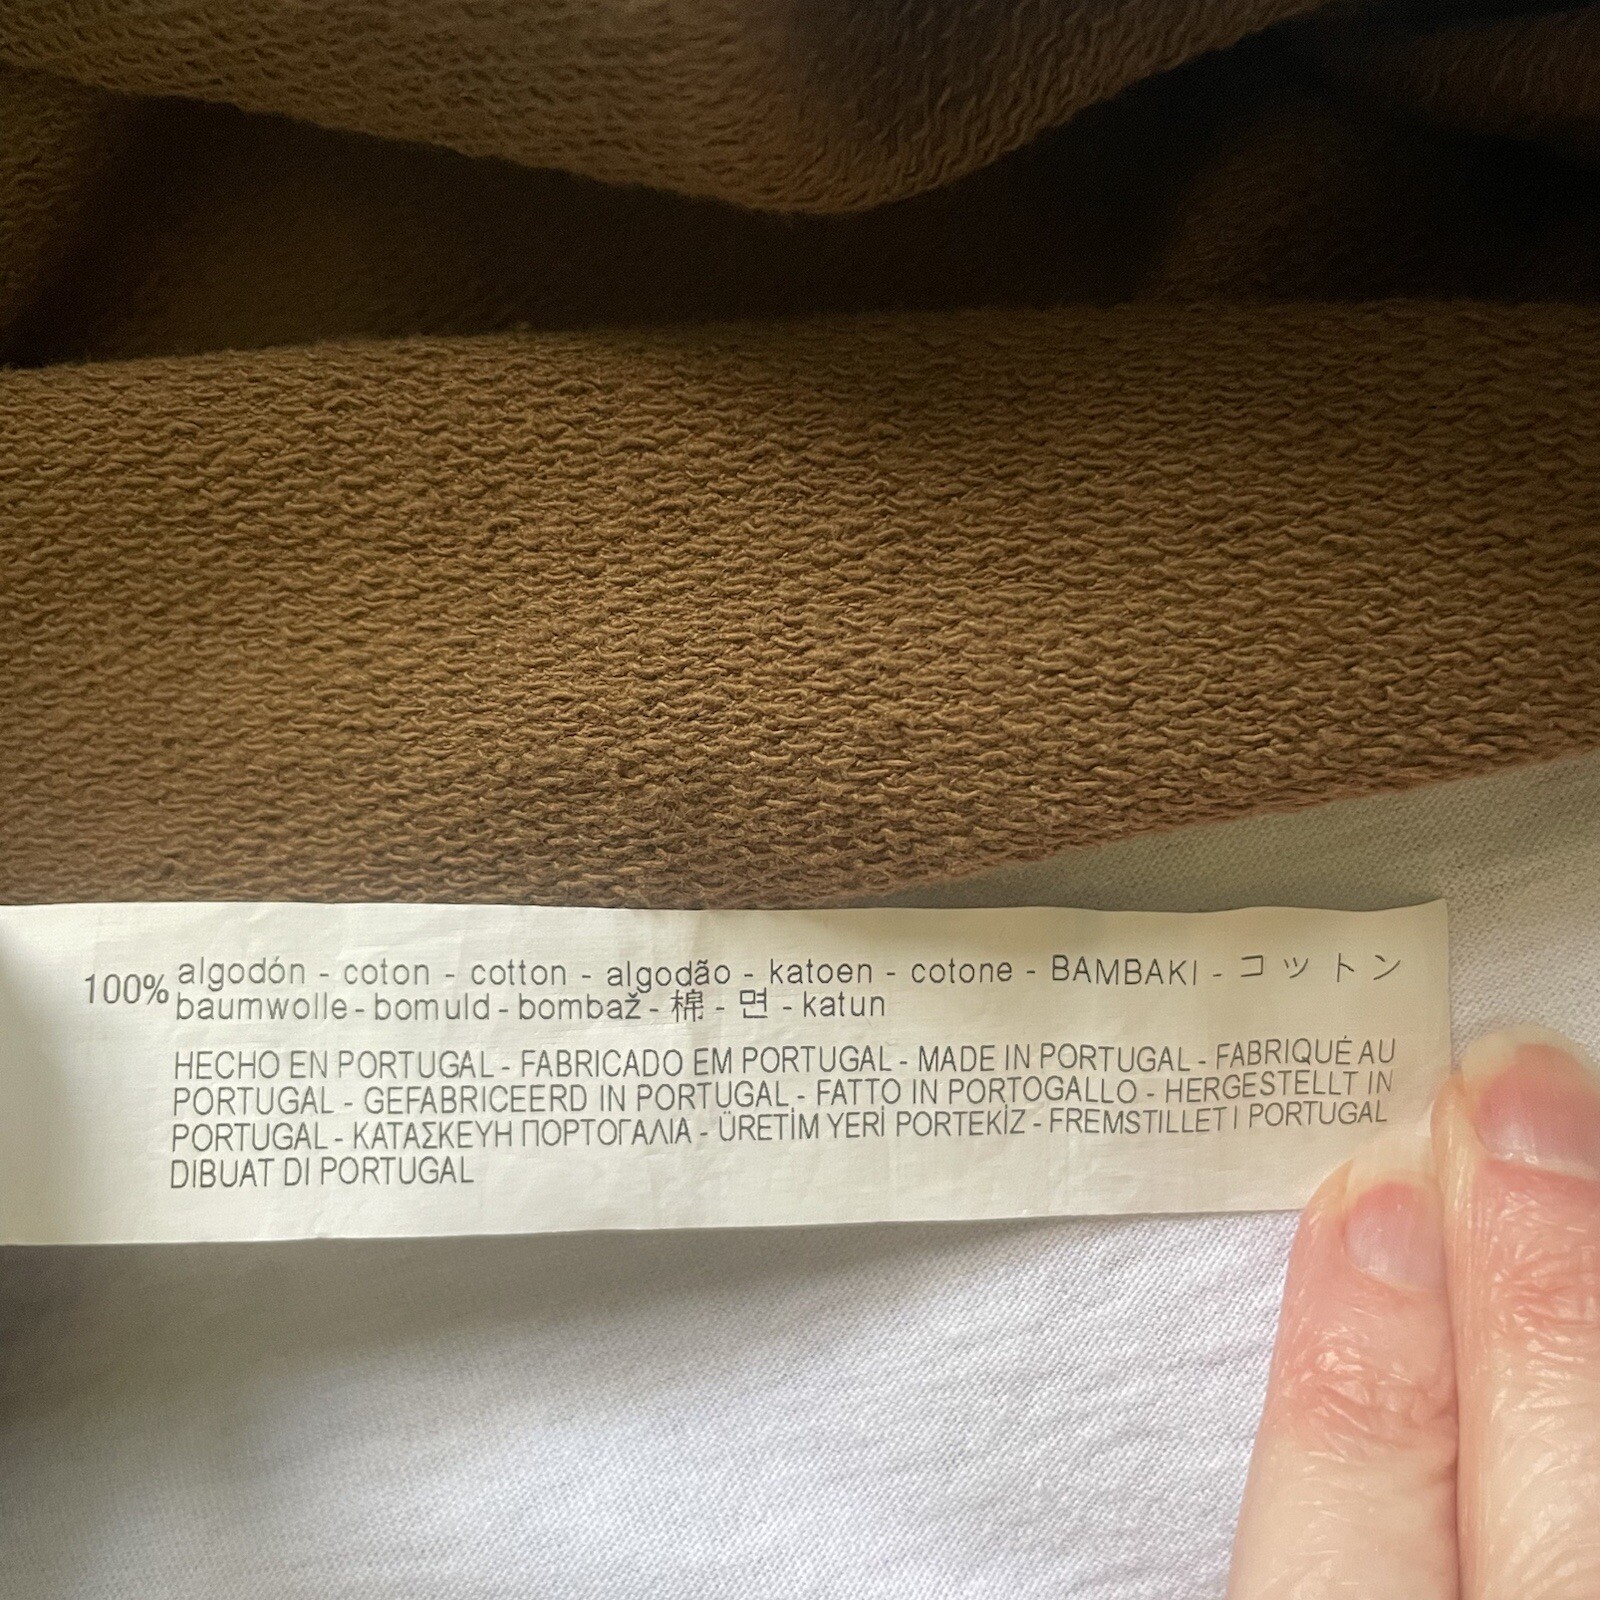 100% algodón - coton - cotton - algodão - katoen - cotone - BAMBAKI - コットン
baumwolle - bomuld - bombaž - 棉 - 면 - katun
HECHO EN PORTUGAL - FABRICADO EM PORTUGAL - MADE IN PORTUGAL - FABRIQUÉ AU
PORTUGAL - GEFABRICEERD IN PORTUGAL - FATTO IN PORTOGALLO - HERGESTELLT IN
PORTUGAL - ΚΑΤΑΣΚΕΥΗ ΠΟΡΤΟΓΑΛΙΑ - ÜRETİM YERİ PORTEKİZ - FREMSTILLET I PORTUGAL
DIBUAT DI PORTUGAL